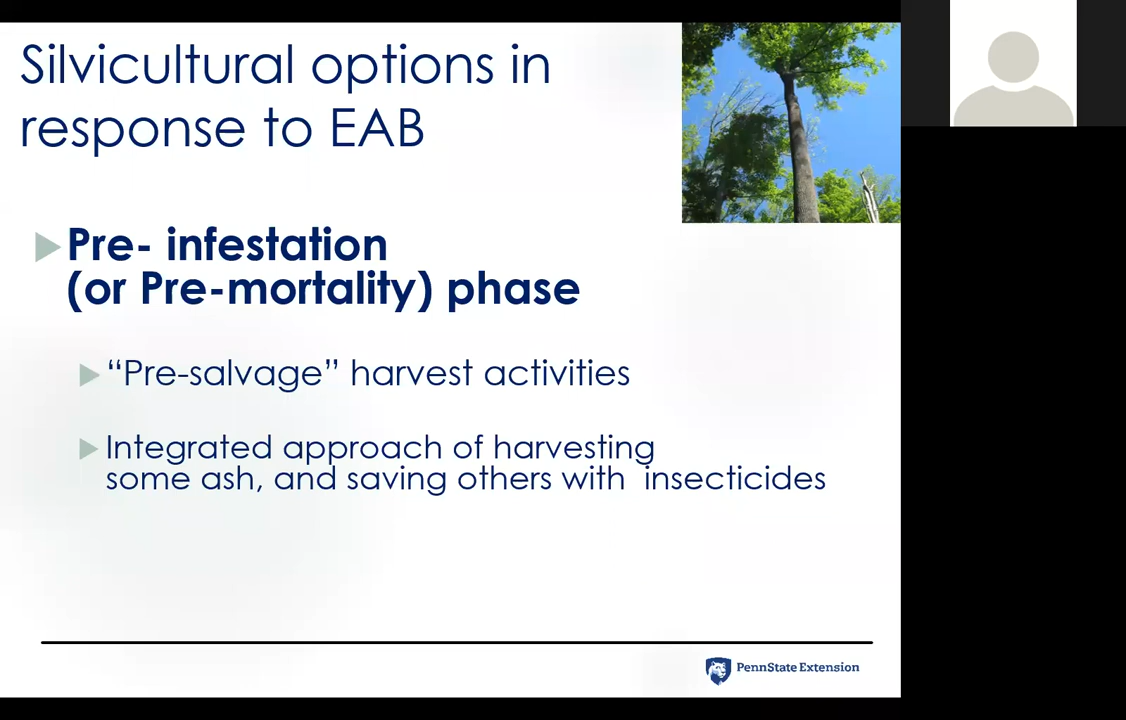 Silvicultural options in
response to EAB
Pre- infestation
(or Pre-mortality) phase
“Pre-salvage” harvest activities
Integrated approach of harvesting
some ash, and saving others with  insecticides
PennState Extension